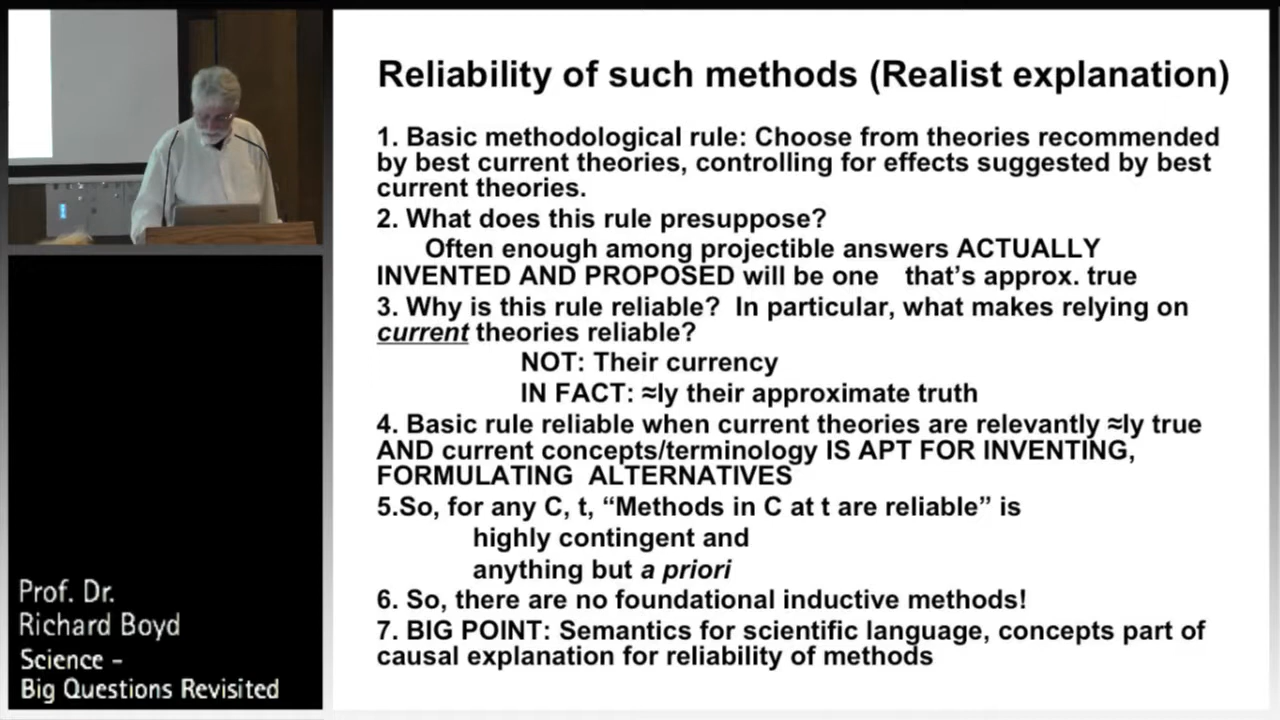 Reliability of such methods (Realist explanation)
1. Basic methodological rule: Choose from theories recommended
by best current theories, controlling for effects suggested by best
current theories.
2. What does this rule presuppose?
Often enough among projectible answers ACTUALLY
INVENTED AND PROPOSED will be one that’s approx. true
3. Why is this rule reliable? In particular, what makes relying on
current theories reliable?
NOT: Their currency
IN FACT: ≈ly their approximate truth
4. Basic rule reliable when current theories are relevantly ≈ly true
AND current concepts/terminology IS APT FOR INVENTING,
FORMULATING ALTERNATIVES
5.So, for any C, t, “Methods in C at t are reliable” is
highly contingent and
anything but a priori
6. So, there are no foundational inductive methods!
7. BIG POINT: Semantics for scientific language, concepts part of
causal explanation for reliability of methods
Prof. Dr.
Richard Boyd
Science -
Big Questions Revisited